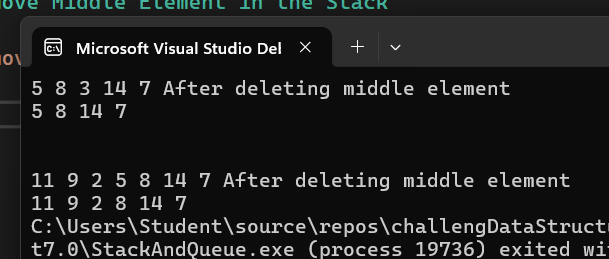 ove Middle Element in the Stack
mov
Microsoft Visual Studio Del
5 8 3 14 7 After deleting middle element
5 8 14 7
11 9 2 5 8 14 7 After deleting middle element
11 9 2 8 14 7
C:\Users\Student\source\repos\challengDataStruct
t7.0\StackAndQueue.exe (process 19736) exited wi